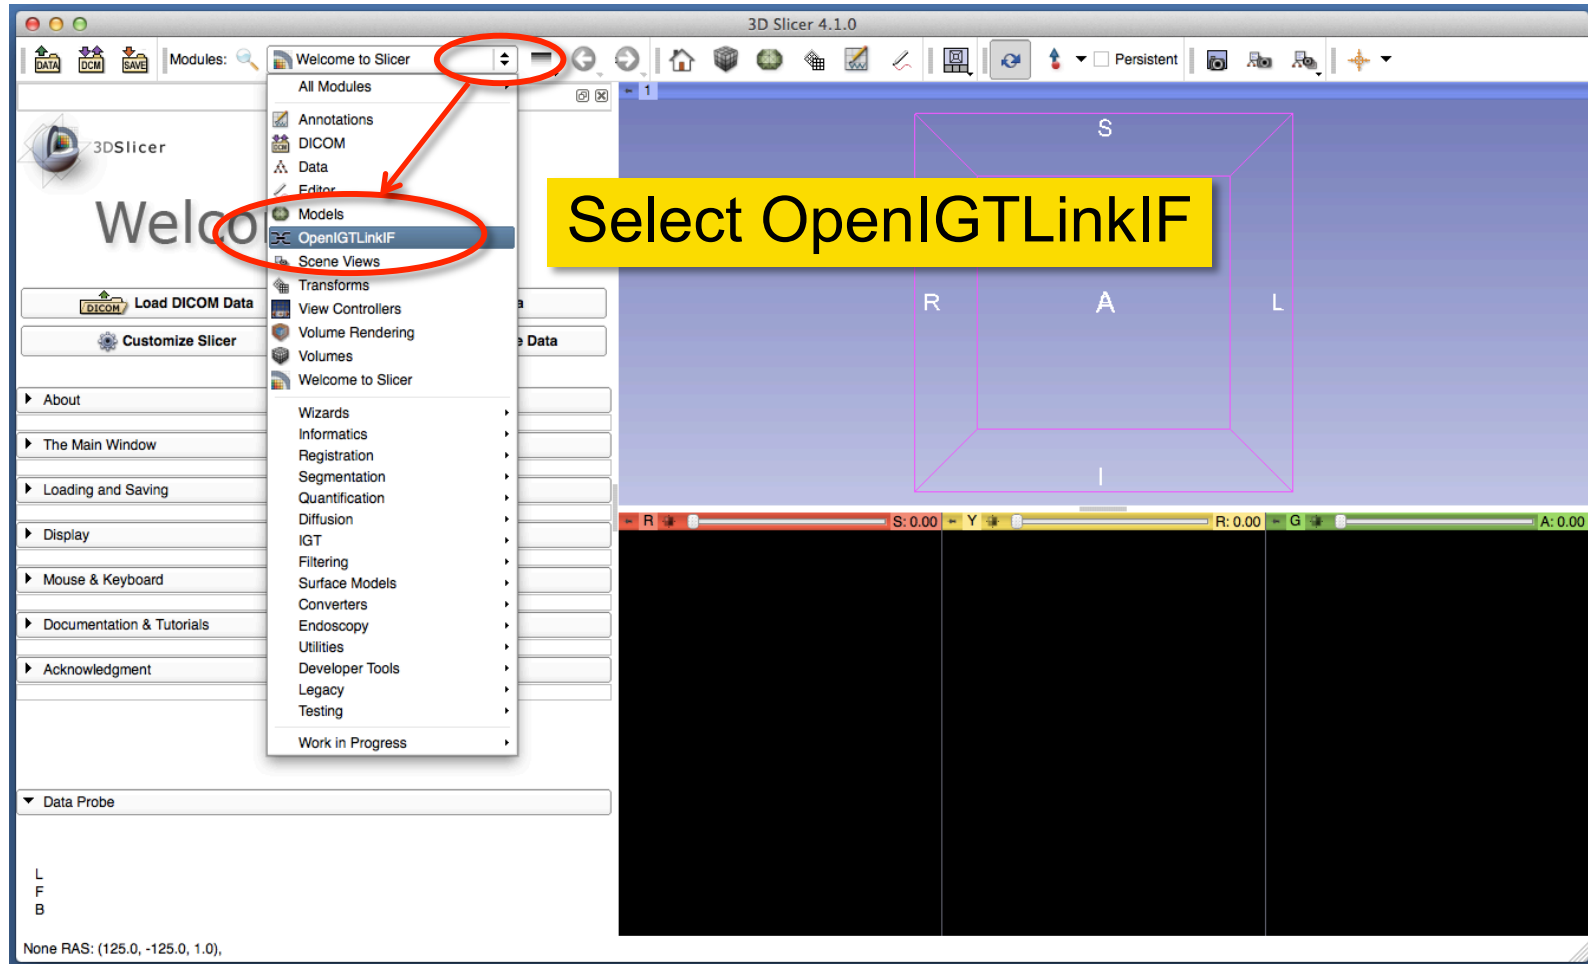 3D Slicer 4.1.0
DATA DCM SAVE Modules: Welcome to Slicer Persistent
All Modules
1
Annotations
DICOM
Data
Editor
Models
OpenIGTLinkIF
Scene Views
Transforms
View Controllers
Volume Rendering
Volumes
Welcome to Slicer
Wizards
Informatics
Registration
Segmentation
Quantification
Diffusion
IGT
Filtering
Surface Models
Converters
Endoscopy
Utilities
Developer Tools
Legacy
Testing
Work in Progress
3DSlicer
Welco
Select OpenIGTLinkIF
DICOM Load DICOM Data
Customize Slicer
Data
About
The Main Window
Loading and Saving
Display
Mouse & Keyboard
Documentation & Tutorials
Acknowledgment
Data Probe
L
F
B
None RAS: (125.0, -125.0, 1.0),
S
R A L
I
R S: 0.00 Y R: 0.00 G A: 0.00